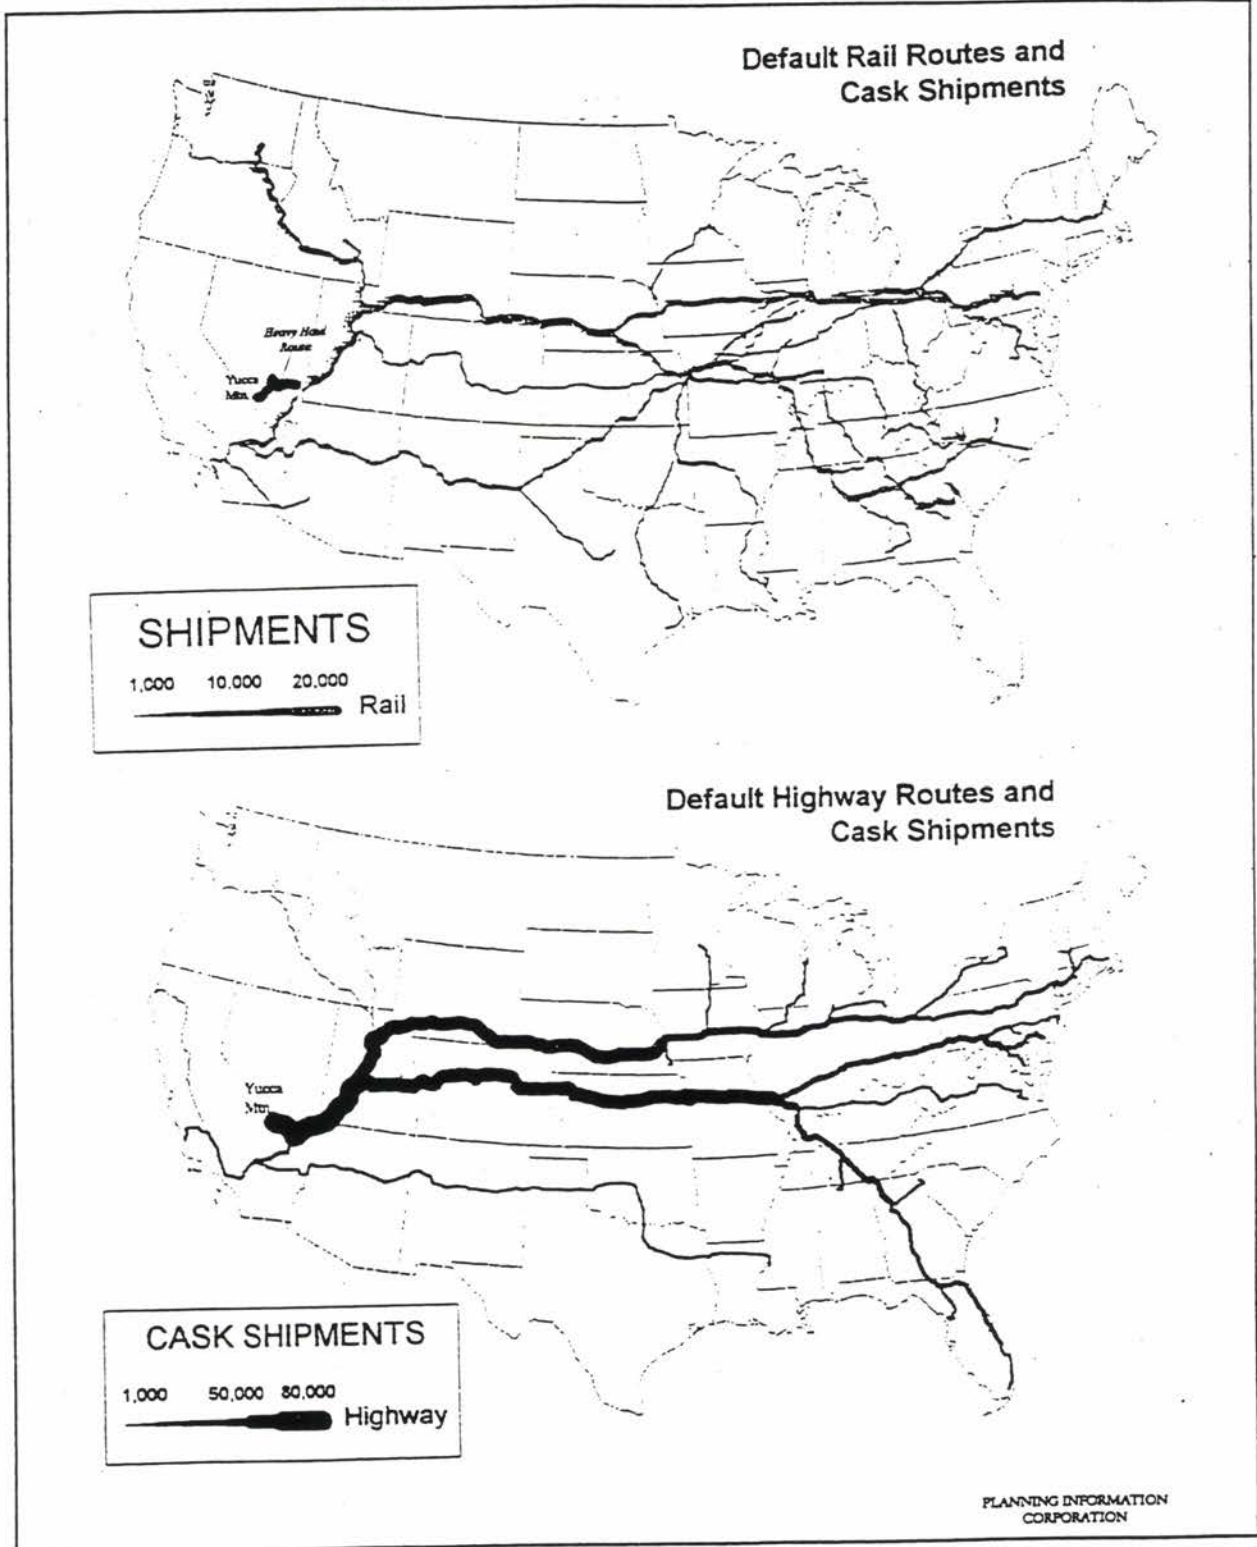 Default Rail Routes and
Cask Shipments
Heavy Haul
Route
Yucca
Mtn.
SHIPMENTS
1,000 10,000 20,000
Rail
Default Highway Routes and
Cask Shipments
Yucca
Mtn
CASK SHIPMENTS
1,000 50,000 80,000
Highway
PLANNING INFORMATION
CORPORATION